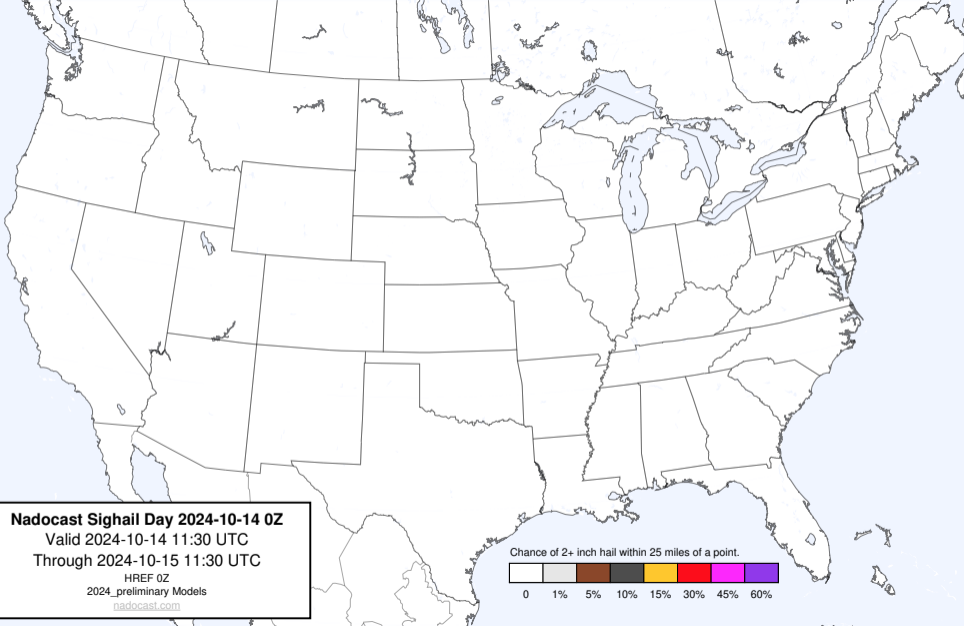 Nadocast Sighail Day 2024-10-14 0Z
Valid 2024-10-14 11:30 UTC
Through 2024-10-15 11:30 UTC
HREF 0Z
2024_preliminary Models
nadocast.com
Chance of 2+ inch hail within 25 miles of a point.
0 1% 5% 10% 15% 30% 45% 60%